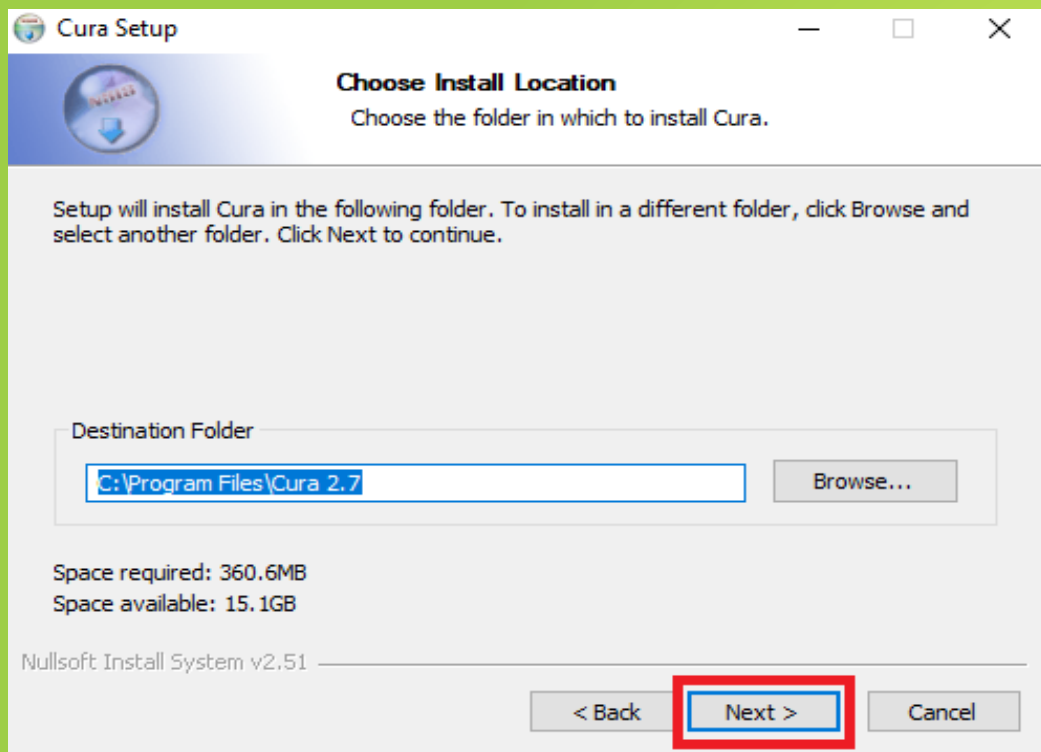 Cura Setup
Choose Install Location
Choose the folder in which to install Cura.
Setup will install Cura in the following folder. To install in a different folder, click Browse and
select another folder. Click Next to continue.
Destination Folder
C:\Program Files\Cura 2.7
Browse...
Space required: 360.6MB
Space available: 15.1GB
Nullsoft Install System v2.51
< Back
Next >
Cancel